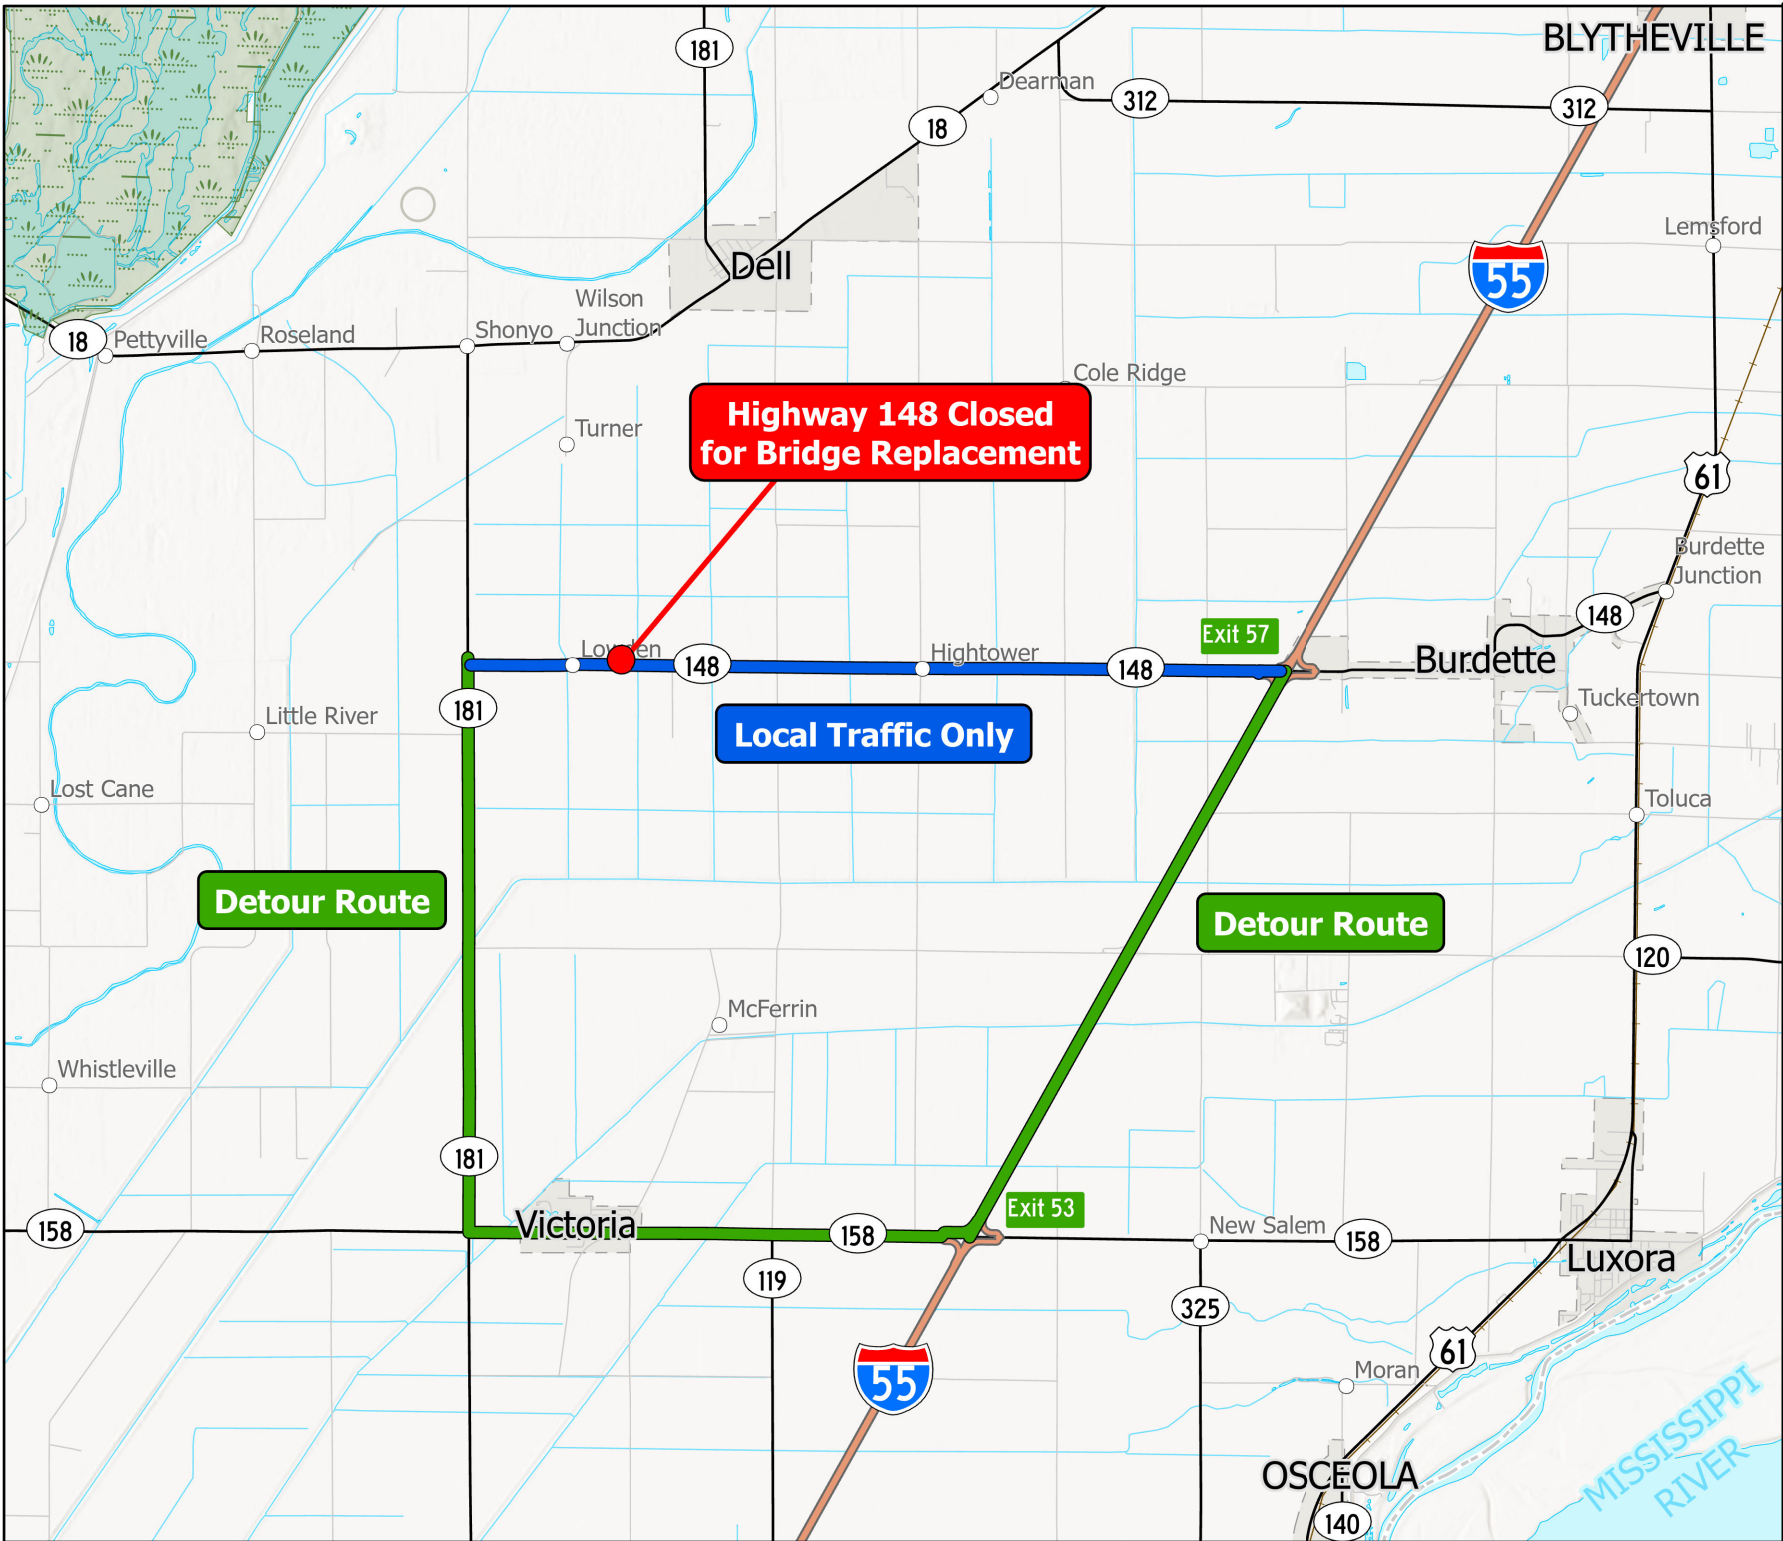 BLYTHEVILLE
181
Dearman
312
312
18
Lemsford
Dell
55
Wilson
Junction
18
Pettyville
Roseland
Shonyo
Cole Ridge
Highway 148 Closed
for Bridge Replacement
Turner
61
Burdette
Junction
148
Exit 57
Lowden
148
Hightower
148
Burdette
181
Little River
Local Traffic Only
Tuckertown
Lost Cane
Toluca
Detour Route
Detour Route
120
McFerrin
Whistleville
181
Exit 53
158
Victoria
158
New Salem
158
Luxora
119
325
55
61
Moran
MISSISSIPPI
RIVER
OSCEOLA
140